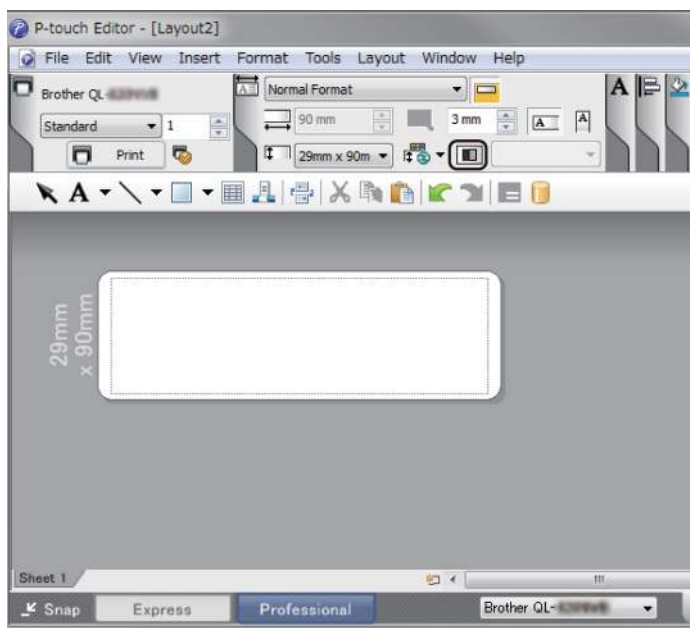 P-touch Editor - [Layout2]
File Edit View Insert Format Tools Layout Window Help
Brother QL-
Normal Format
A
90 mm
3 mm
A
A
Standard
1
Print
29mm x 90m
A
29mm
x 90mm
Sheet 1
Snap
Express
Professional
Brother QL-